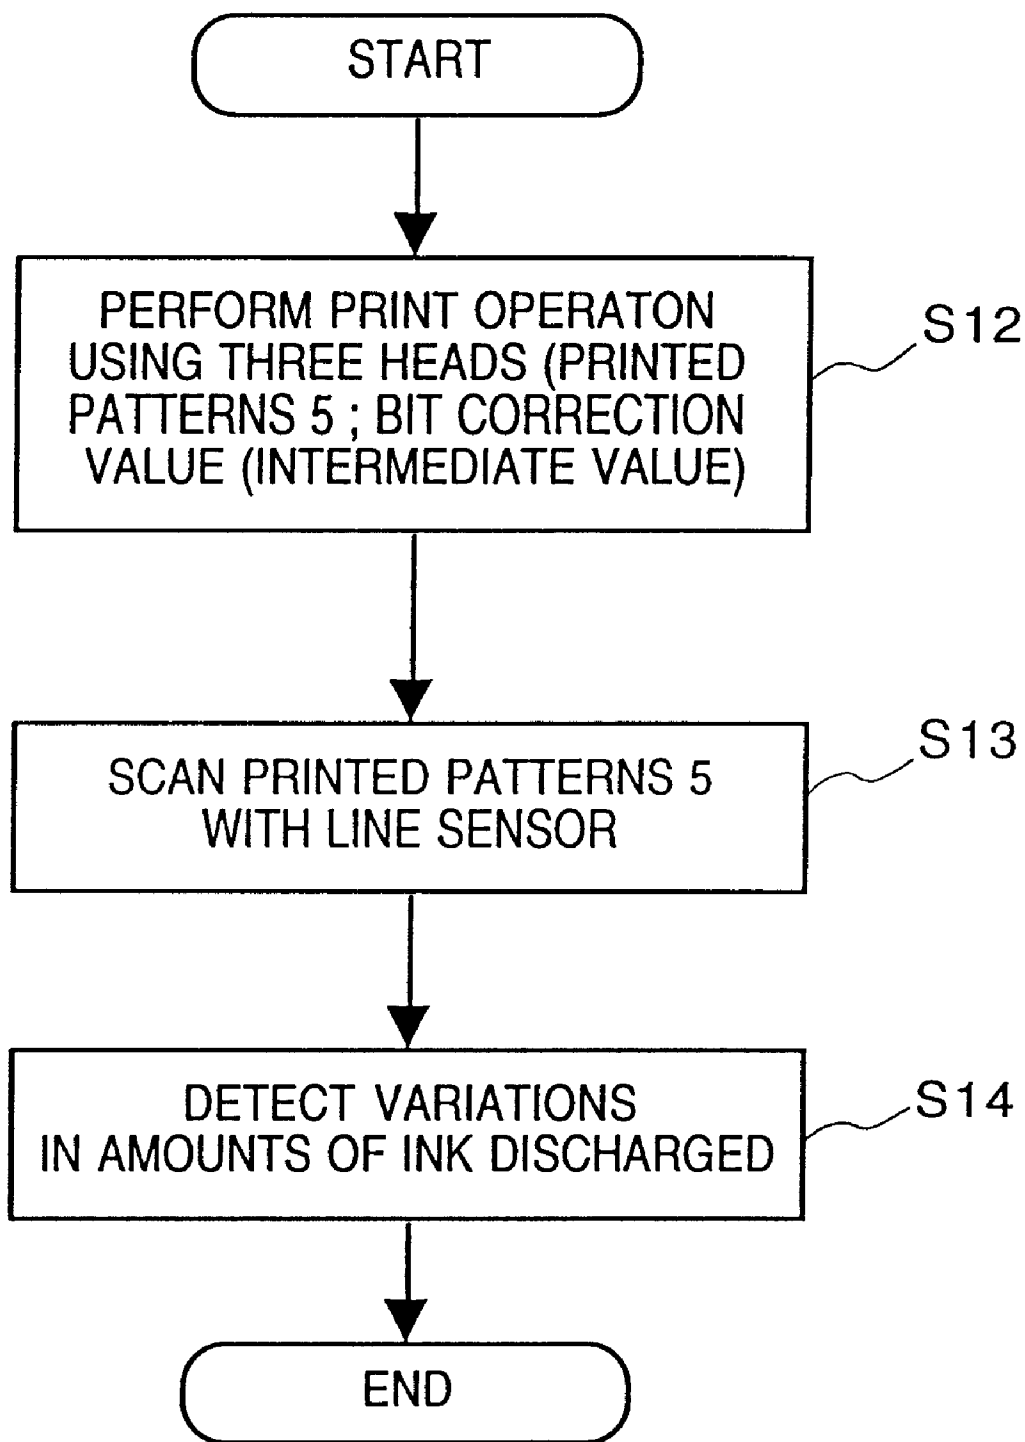 START
PERFORM PRINT OPERATON
USING THREE HEADS (PRINTED
PATTERNS 5 ; BIT CORRECTION
VALUE (INTERMEDIATE VALUE)
S12
SCAN PRINTED PATTERNS 5
WITH LINE SENSOR
S13
DETECT VARIATIONS
IN AMOUNTS OF INK DISCHARGED
S14
END